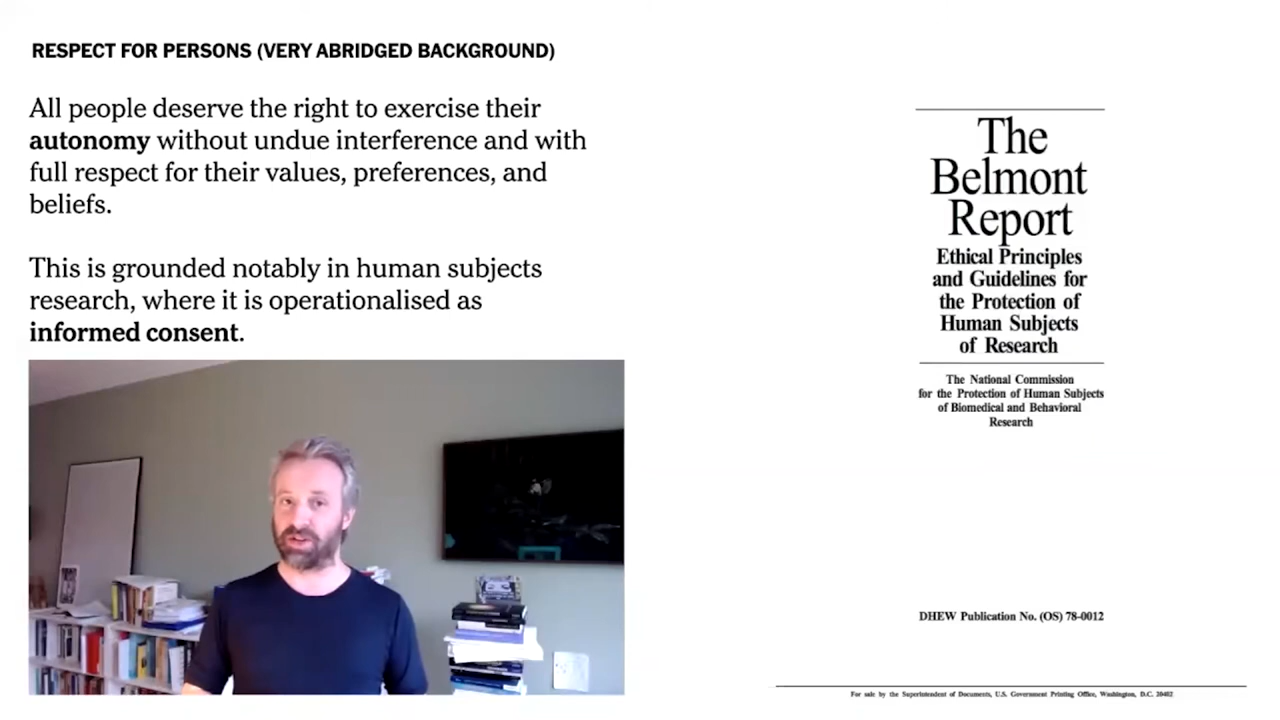 RESPECT FOR PERSONS (VERY ABRIDGED BACKGROUND)
All people deserve the right to exercise their
autonomy without undue interference and with
full respect for their values, preferences, and
beliefs.
This is grounded notably in human subjects
research, where it is operationalised as
informed consent.
The
Belmont
Report
Ethical Principles
and Guidelines for
the Protection of
Human Subjects
of Research
The National Commission
for the Protection of Human Subjects
of Biomedical and Behavioral
Research
DHEW Publication No. (OS) 78-0012
For sale by the Superintendent of Documents, U.S. Government Printing Office, Washington, D.C. 20402